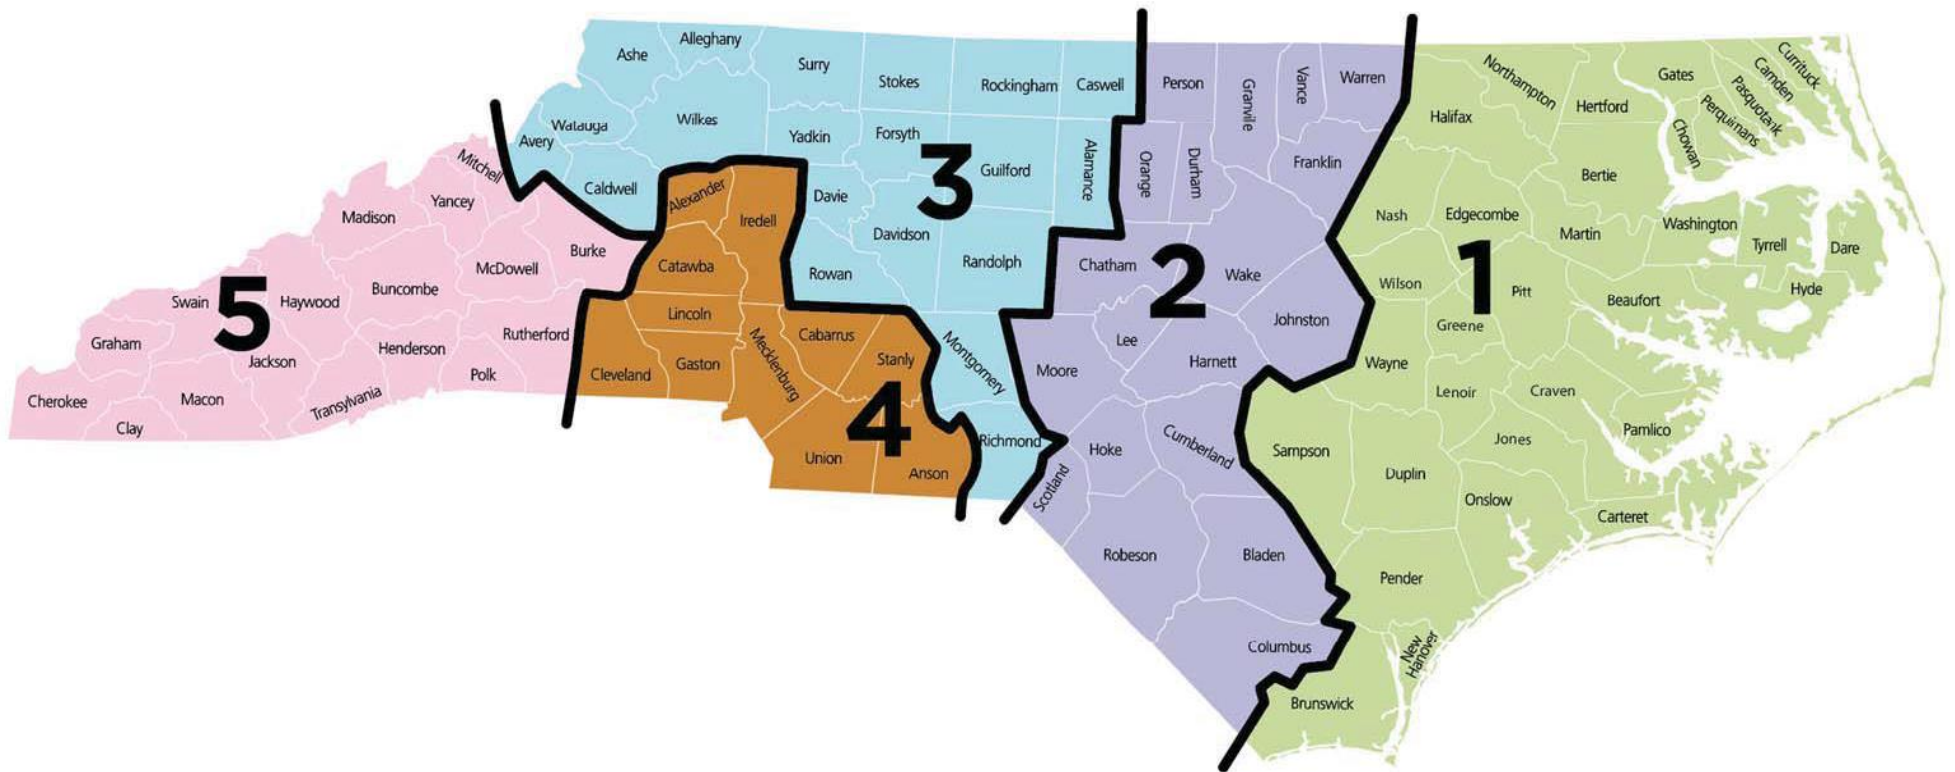 Cherokee
Graham
Clay
Swain
Macon
Jackson
Haywood
5
Madison
Yancey
Mitchell
Buncombe
McDowell
Burke
Transylvania
Henderson
Polk
Rutherford
Avery
Watauga
Ashe
Alleghany
Wilkes
Caldwell
Surry
Yadkin
Stokes
Forsyth
Rockingham
Caswell
Guilford
3
Alamance
Davie
Davidson
Rowan
Randolph
Montgomery
Richmond
Alexander
Iredell
Catawba
Lincoln
Cleveland
Gaston
Mecklenburg
Cabarrus
Stanly
4
Union
Anson
Person
Granville
Vance
Warren
Orange
Durham
Franklin
Chatham
2
Wake
Johnston
Lee
Moore
Harnett
Hoke
Cumberland
Scotland
Robeson
Bladen
Columbus
Northampton
Halifax
Hertford
Gates
Currituck
Camden
Pasquotank
Perquimans
Chowan
Bertie
Nash
Edgecombe
Martin
Washington
Tyrrell
Dare
Wilson
1
Pitt
Beaufort
Hyde
Greene
Wayne
Lenoir
Craven
Pamlico
Jones
Sampson
Duplin
Onslow
Carteret
Pender
New
Hanover
Brunswick